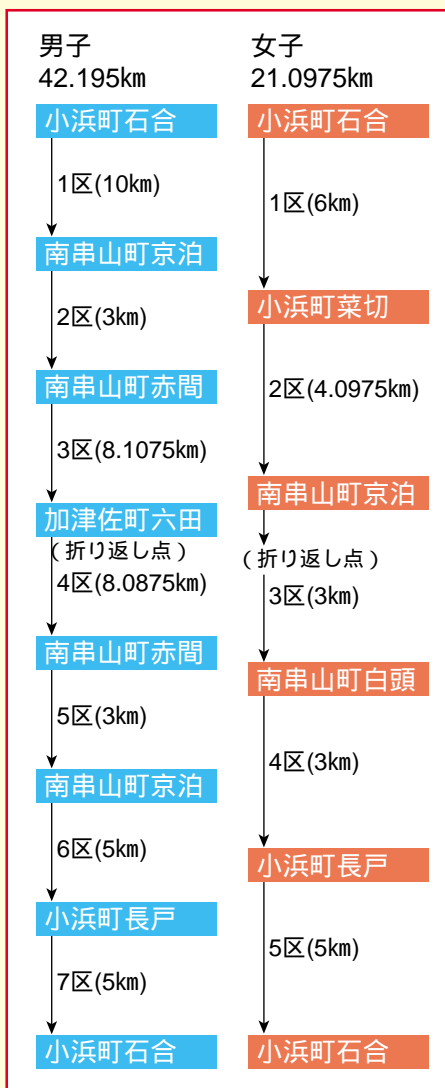 男子
42.195km
小浜町石合
1区(10km)
南串山町京泊
2区(3km)
南串山町赤間
3区(8.1075km)
加津佐町六田
(折り返し点)
4区(8.0875km)
南串山町赤間
5区(3km)
南串山町京泊
6区(5km)
小浜町長戸
7区(5km)
小浜町石合
女子
21.0975km
小浜町石合
1区(6km)
小浜町菜切
2区(4.0975km)
南串山町京泊
(折り返し点)
3区(3km)
南串山町白頭
4区(3km)
小浜町長戸
5区(5km)
小浜町石合